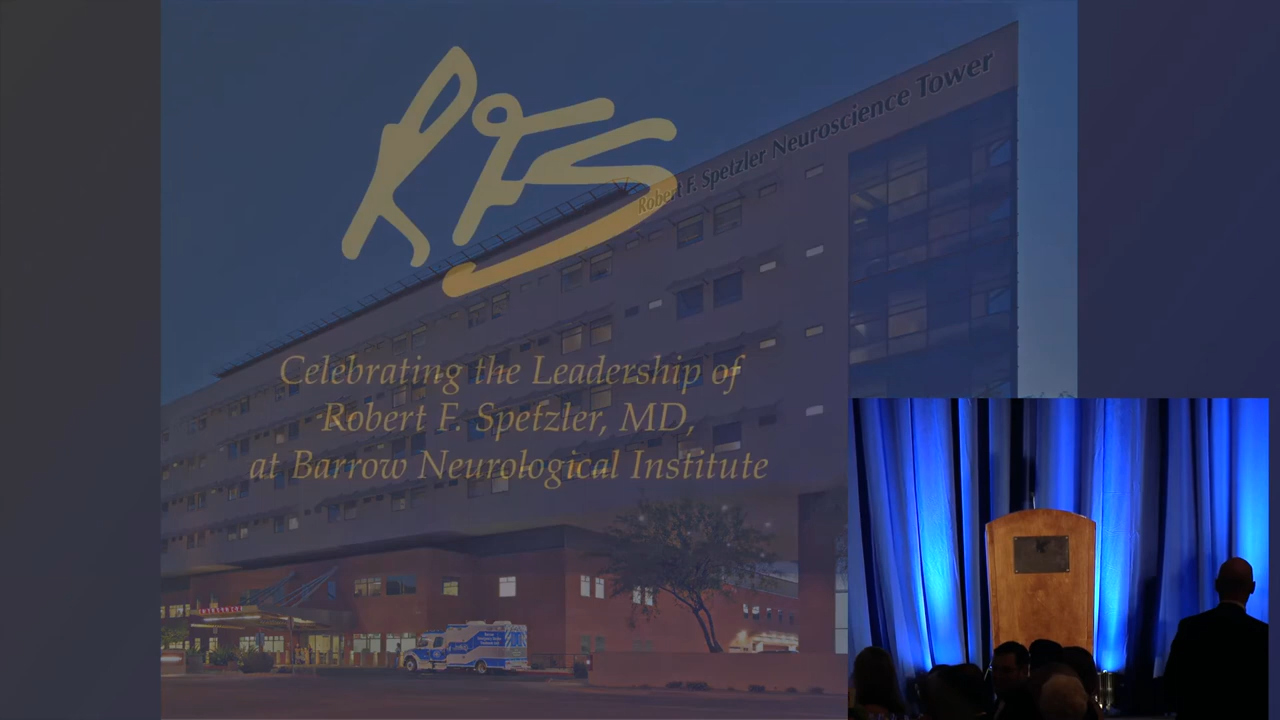 RFS
Robert F. Spetzler Neuroscience Tower
Celebrating the Leadership of
Robert F. Spetzler, MD,
at Barrow Neurological Institute